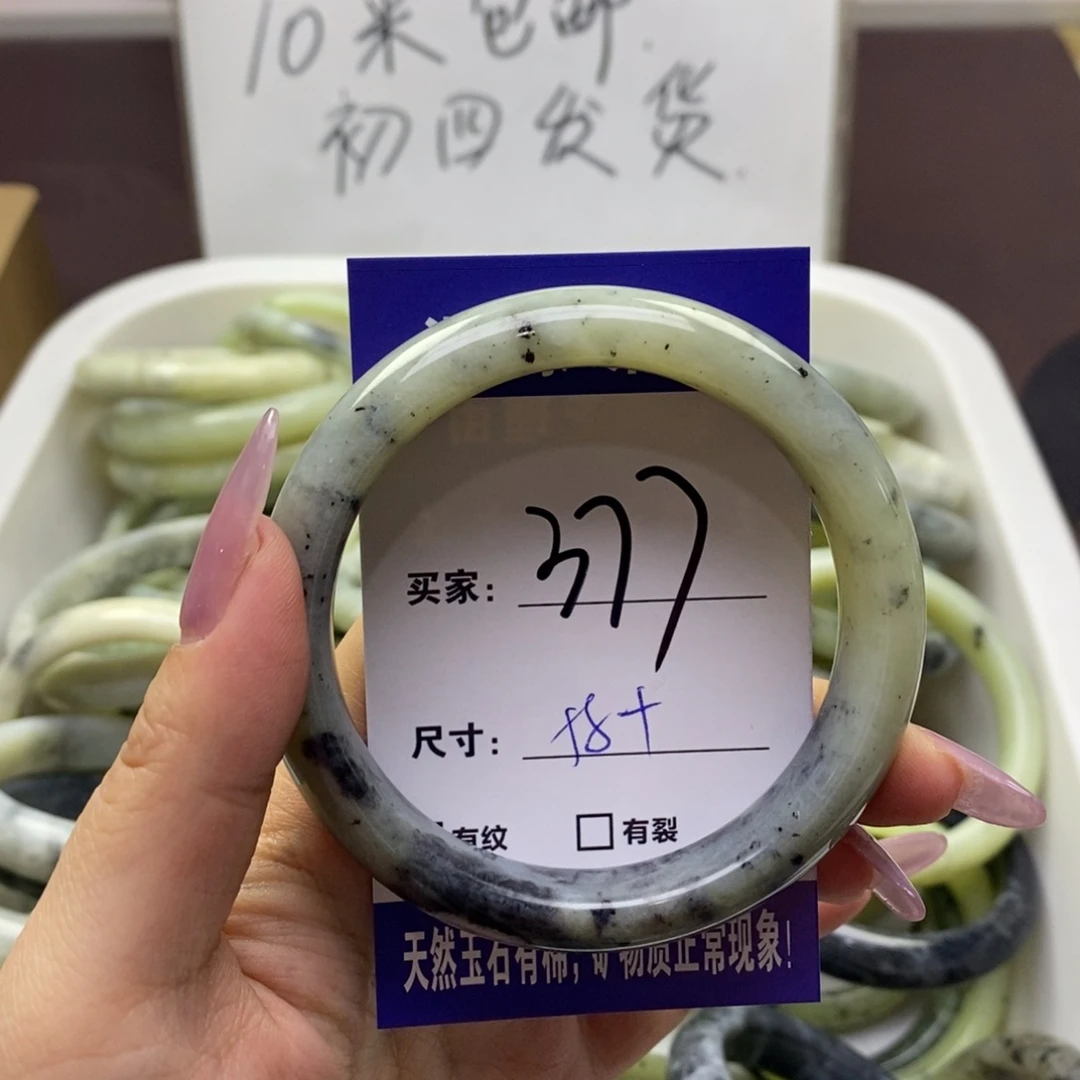 10米包邮.
初四发货.
买家: 377
尺寸: 58+
有纹 □有裂
天然玉石有棉,矿物质正常现象!